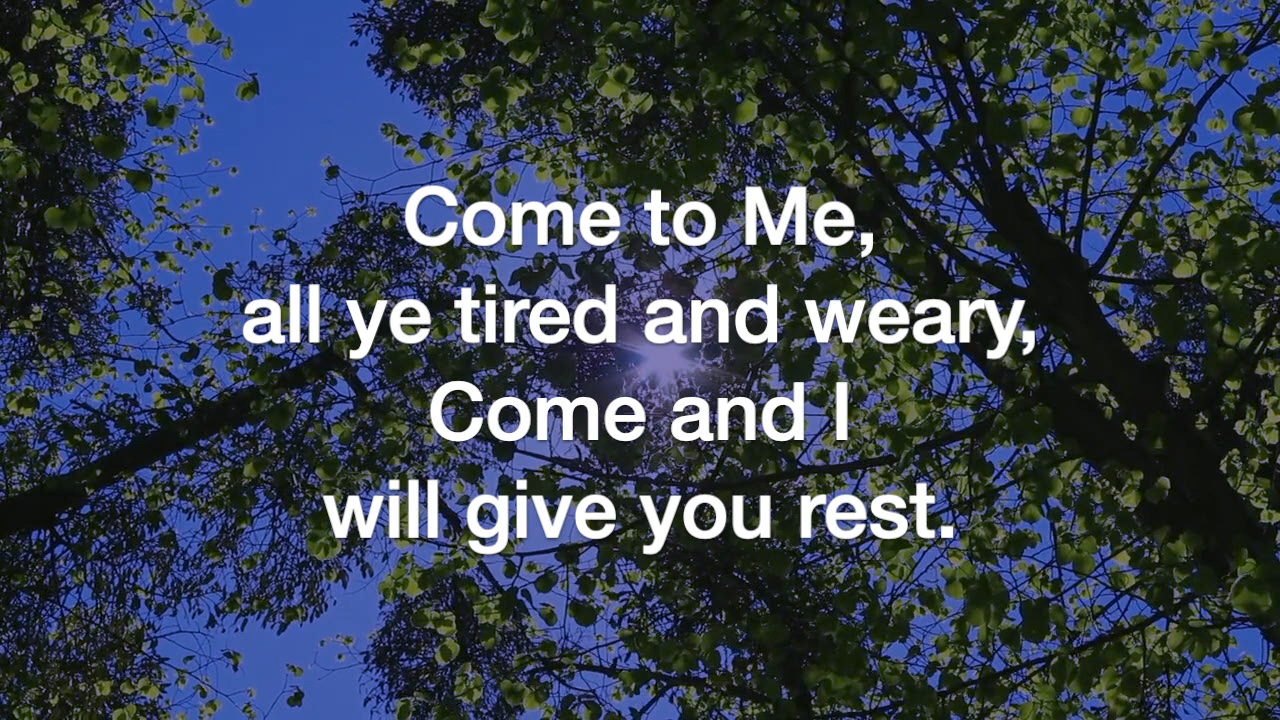 Come to Me,
all ye tired and weary,
Come and I
will give you rest.